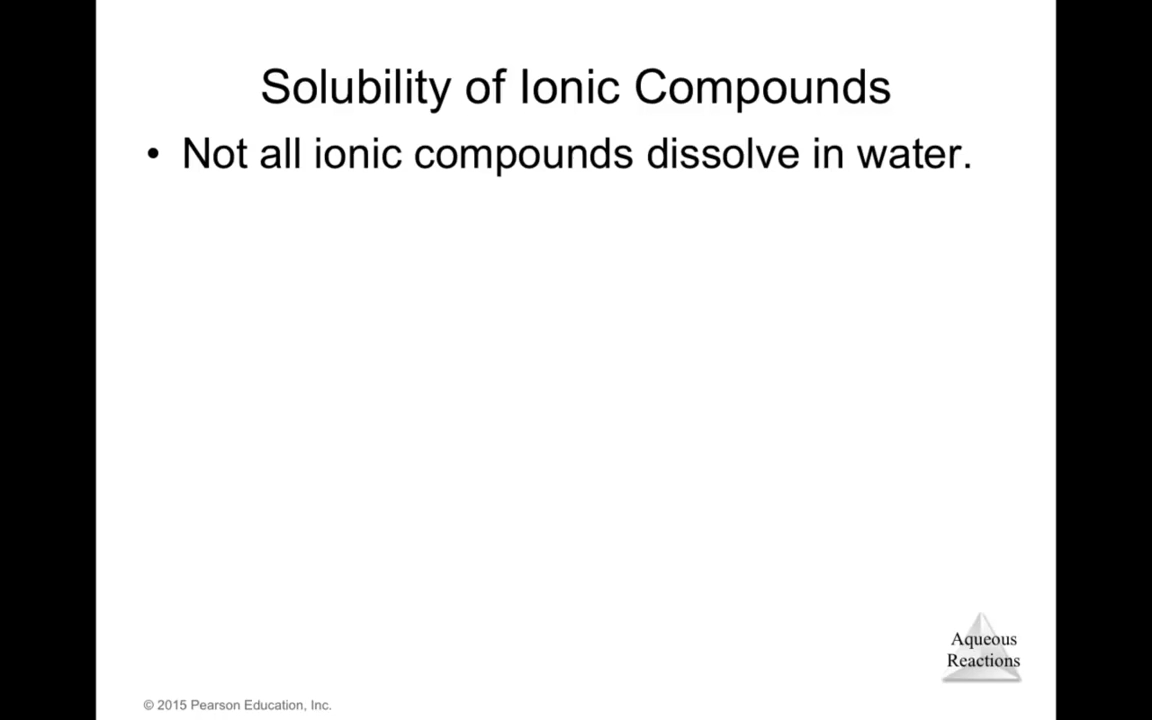 Solubility of Ionic Compounds
• Not all ionic compounds dissolve in water.
Aqueous
Reactions
© 2015 Pearson Education, Inc.